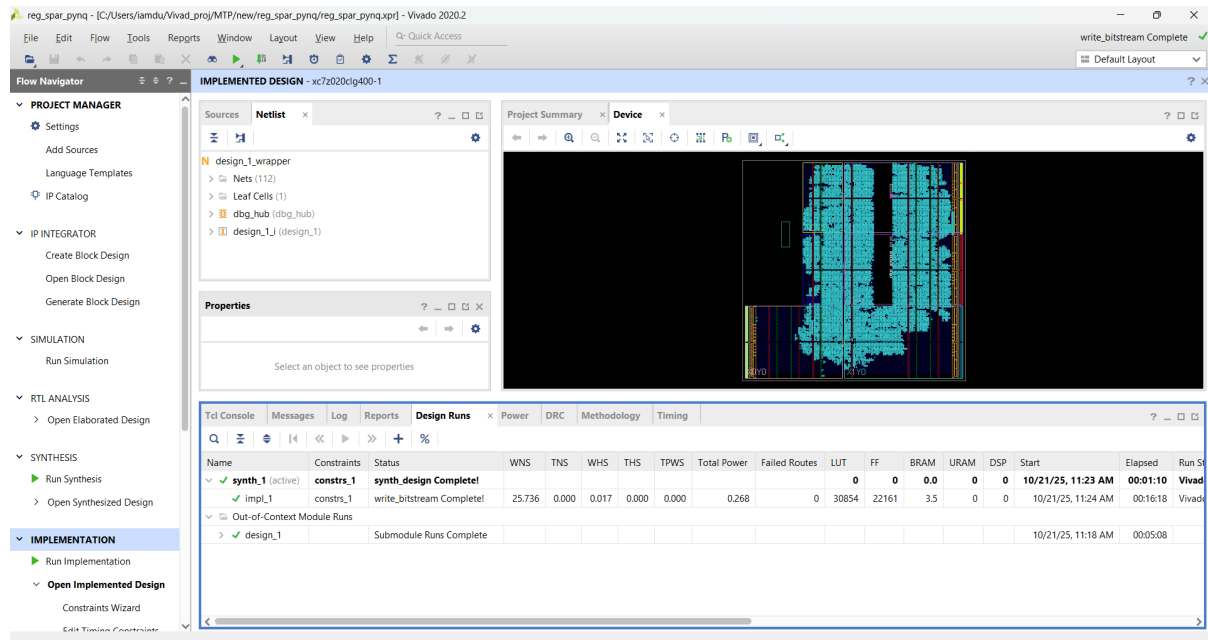 reg_spar_pynq - [C:/Users/iamdu/Vivad_proj/MTP/new/reg_spar_pynq/reg_spar_pynq.xpr] - Vivado 2020.2
File Edit Flow Tools Reports Window Layout View Help Q- Quick Access write_bitstream Complete
Default Layout
Flow Navigator ? _
IMPLEMENTED DESIGN - xc7z020clg400-1 ? ×
PROJECT MANAGER
Settings
Add Sources
Language Templates
IP Catalog
IP INTEGRATOR
Create Block Design
Open Block Design
Generate Block Design
SIMULATION
Run Simulation
RTL ANALYSIS
Open Elaborated Design
SYNTHESIS
Run Synthesis
Open Synthesized Design
IMPLEMENTATION
Run Implementation
Open Implemented Design
Constraints Wizard
Edit Timing Constraints
Sources Netlist
N design_1_wrapper
Nets (112)
Leaf Cells (1)
dbg_hub (dbg_hub)
design_1_i (design_1)
Properties
Select an object to see properties
Project Summary Device
X0Y0 X1Y0
Tcl Console Messages Log Reports Design Runs Power DRC Methodology Timing
Name Constraints Status WNS TNS WHS THS TPWS Total Power Failed Routes LUT FF BRAM URAM DSP Start Elapsed Run St
synth_1 (active) constrs_1 synth_design Complete! 0 0 0.0 0 0 10/21/25, 11:23 AM 00:01:10 Vivad
impl_1 constrs_1 write_bitstream Complete! 25.736 0.000 0.017 0.000 0.000 0.268 0 30854 22161 3.5 0 0 10/21/25, 11:24 AM 00:16:18 Vivad
Out-of-Context Module Runs
design_1 Submodule Runs Complete 10/21/25, 11:18 AM 00:05:08